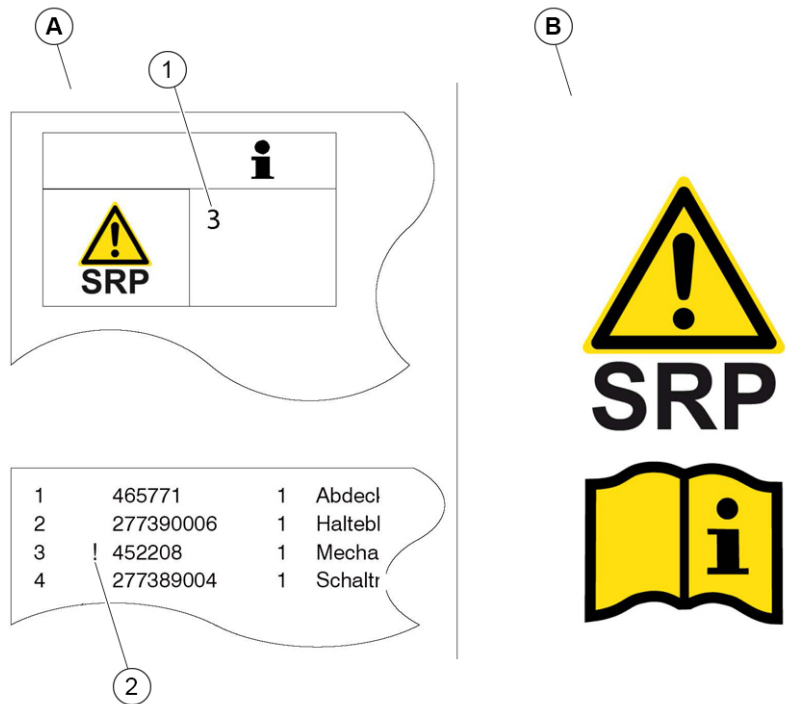 A
B
1
i
3
SRP
SRP
i
1 465771 1 Abdeck
2 277390006 1 Haltebl
3 ! 452208 1 Mecha
4 277389004 1 Schaltr
2